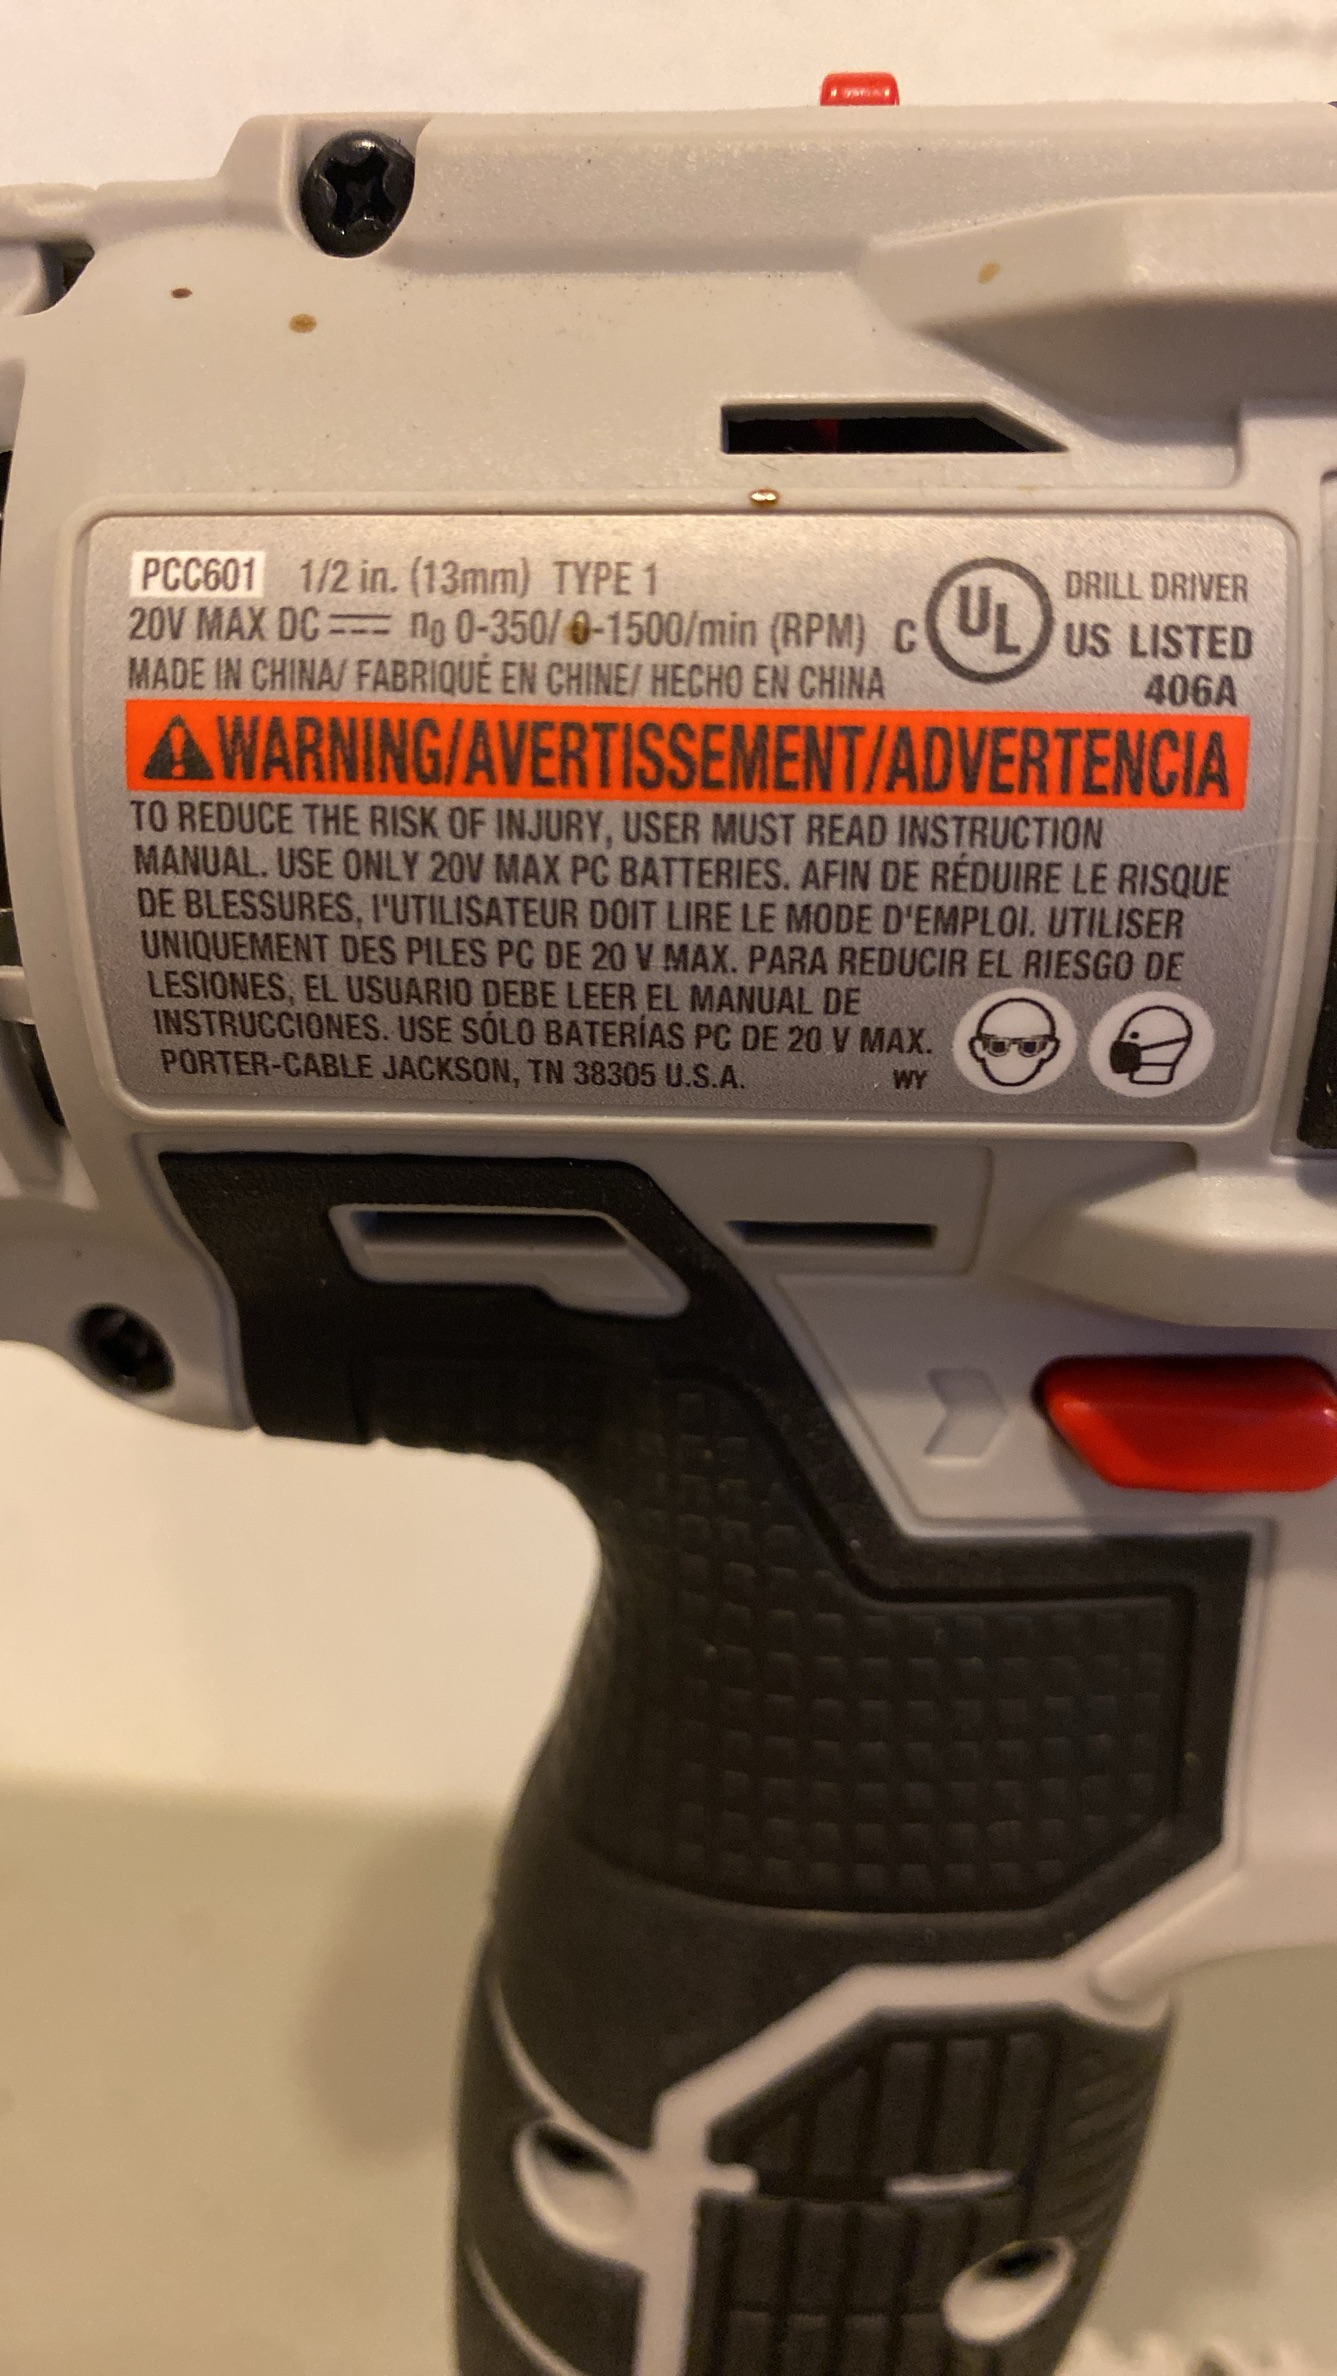 PCC601 1/2 in. (13mm) TYPE 1
20V MAX DC n0 0-350/ 0-1500/min (RPM)
MADE IN CHINA/ FABRIQUÉ EN CHINE/ HECHO EN CHINA
C UL US
DRILL DRIVER
LISTED
406A
WARNING/AVERTISSEMENT/ADVERTENCIA
TO REDUCE THE RISK OF INJURY, USER MUST READ INSTRUCTION
MANUAL. USE ONLY 20V MAX PC BATTERIES. AFIN DE RÉDUIRE LE RISQUE
DE BLESSURES, l'UTILISATEUR DOIT LIRE LE MODE D'EMPLOI. UTILISER
UNIQUEMENT DES PILES PC DE 20 V MAX. PARA REDUCIR EL RIESGO DE
LESIONES, EL USUARIO DEBE LEER EL MANUAL DE
INSTRUCCIONES. USE SÓLO BATERÍAS PC DE 20 V MAX.
PORTER-CABLE JACKSON, TN 38305 U.S.A. WY